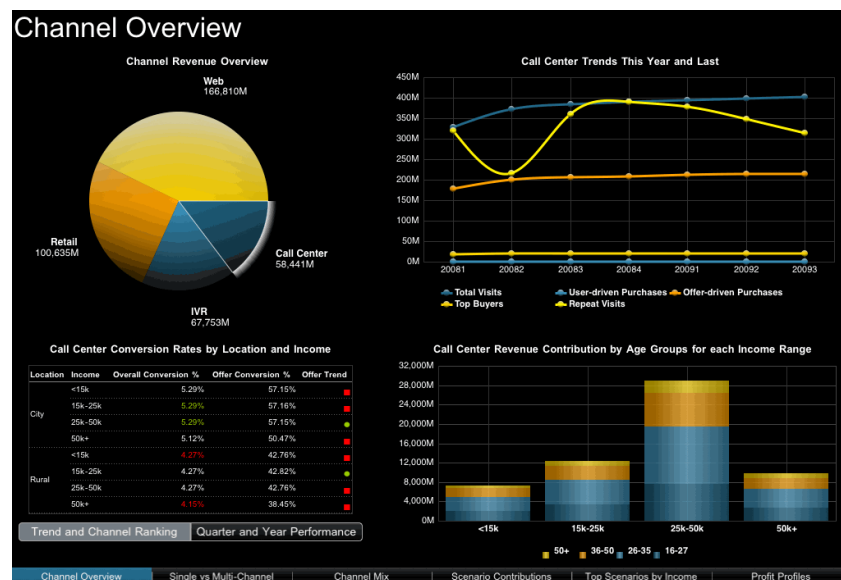 Channel Overview
Channel Revenue Overview
Web
166,810M
Retail
100,635M
Call Center
58,441M
IVR
67,753M
Call Center Trends This Year and Last
450M
400M
350M
300M
250M
200M
150M
100M
50M
0M
20081 20082 20083 20084 20091 20092 20093
Total Visits User-driven Purchases Offer-driven Purchases
Top Buyers Repeat Visits
Call Center Conversion Rates by Location and Income
Location Income Overall Conversion % Offer Conversion % Offer Trend
City
<15k 5.29% 57.15%
15k-25k 5.29% 57.16%
25k-50k 5.29% 57.15%
50k+ 5.12% 50.47%
Rural
<15k 4.27% 42.76%
15k-25k 4.27% 42.82%
25k-50k 4.27% 42.76%
50k+ 4.15% 38.45%
Trend and Channel Ranking Quarter and Year Performance
Call Center Revenue Contribution by Age Groups for each Income Range
32,000M
28,000M
24,000M
20,000M
16,000M
12,000M
8,000M
4,000M
0M
<15k 15k-25k 25k-50k 50k+
50+ 36-50 26-35 16-27
Channel Overview Single vs Multi-Channel Channel Mix Scenario Contributions Top Scenarios by Income Profit Profiles